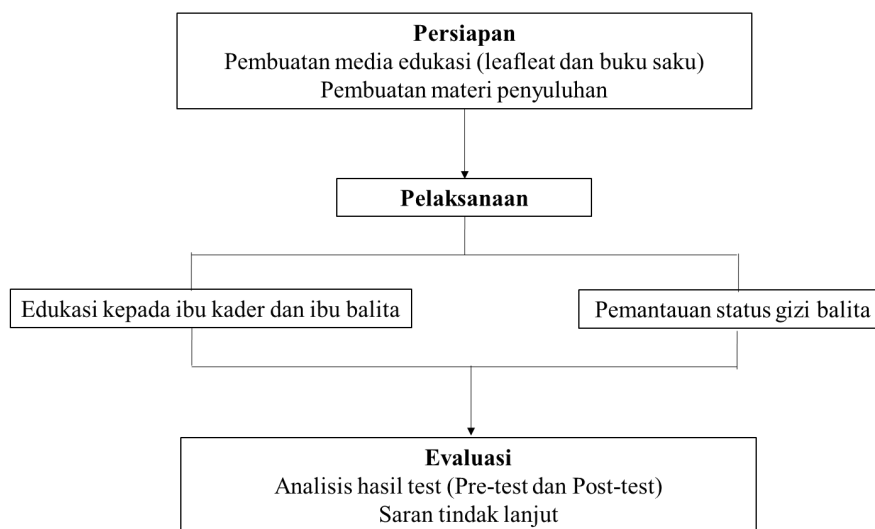 Persiapan
Pembuatan media edukasi (leafleat dan buku saku)
Pembuatan materi penyuluhan
Pelaksanaan
Edukasi kepada ibu kader dan ibu balita
Pemantauan status gizi balita
Evaluasi
Analisis hasil test (Pre-test dan Post-test)
Saran tindak lanjut